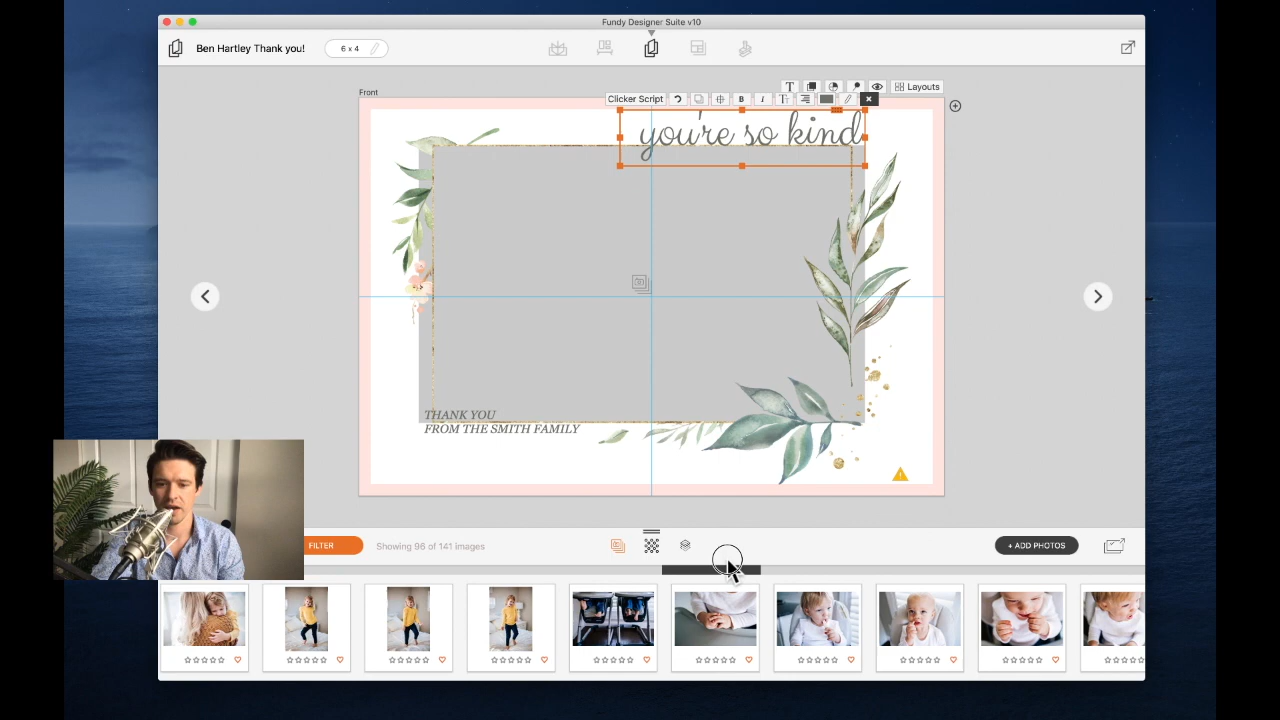 Fundy Designer Suite v10
Ben Hartley Thank you!
6 x 4
Front
T
Layouts
Clicker Script
B
I
you're so kind
THANK YOU
FROM THE SMITH FAMILY
FILTER
Showing 96 of 141 images
+ ADD PHOTOS